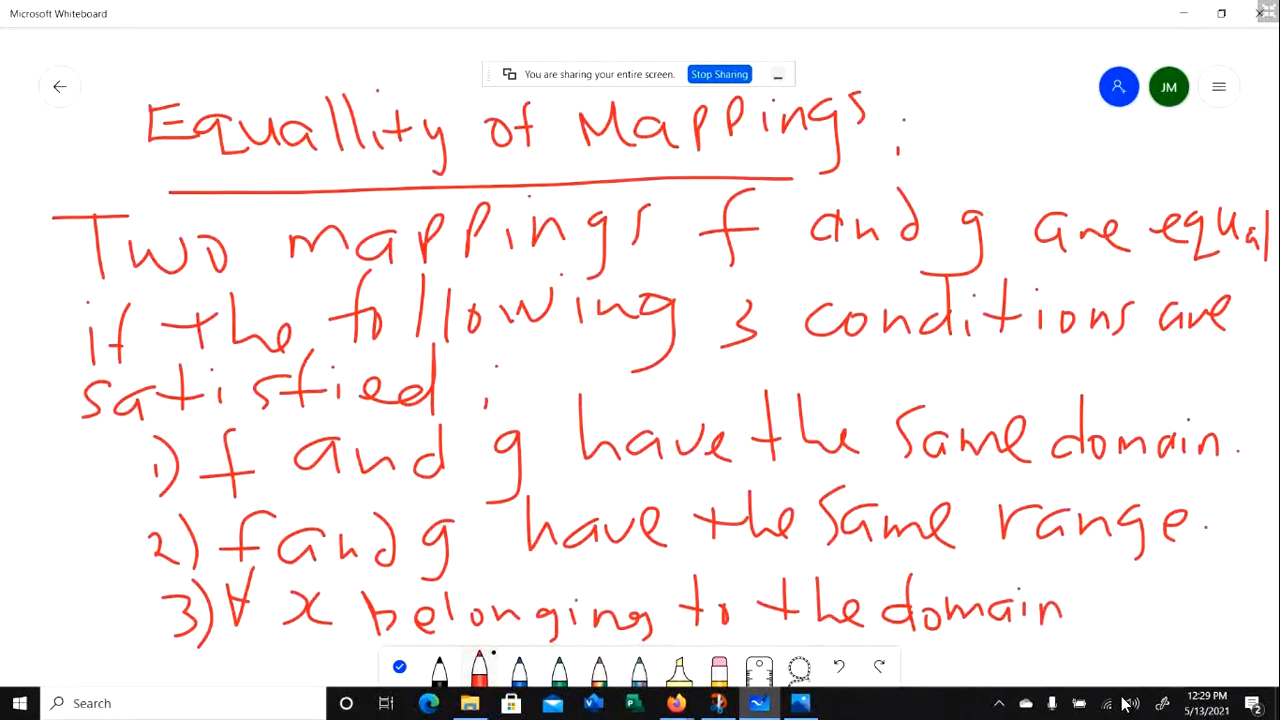 Microsoft Whiteboard
You are sharing your entire screen. Stop Sharing
JM
Equallity of Mappings :
Two mappings f and g are equal
if the following 3 conditions are
satisfied :
1) f and g have the same domain.
2) f and g have the same range.
3) ∀ x belonging to the domain
Search
12:29 PM
5/13/2021
2